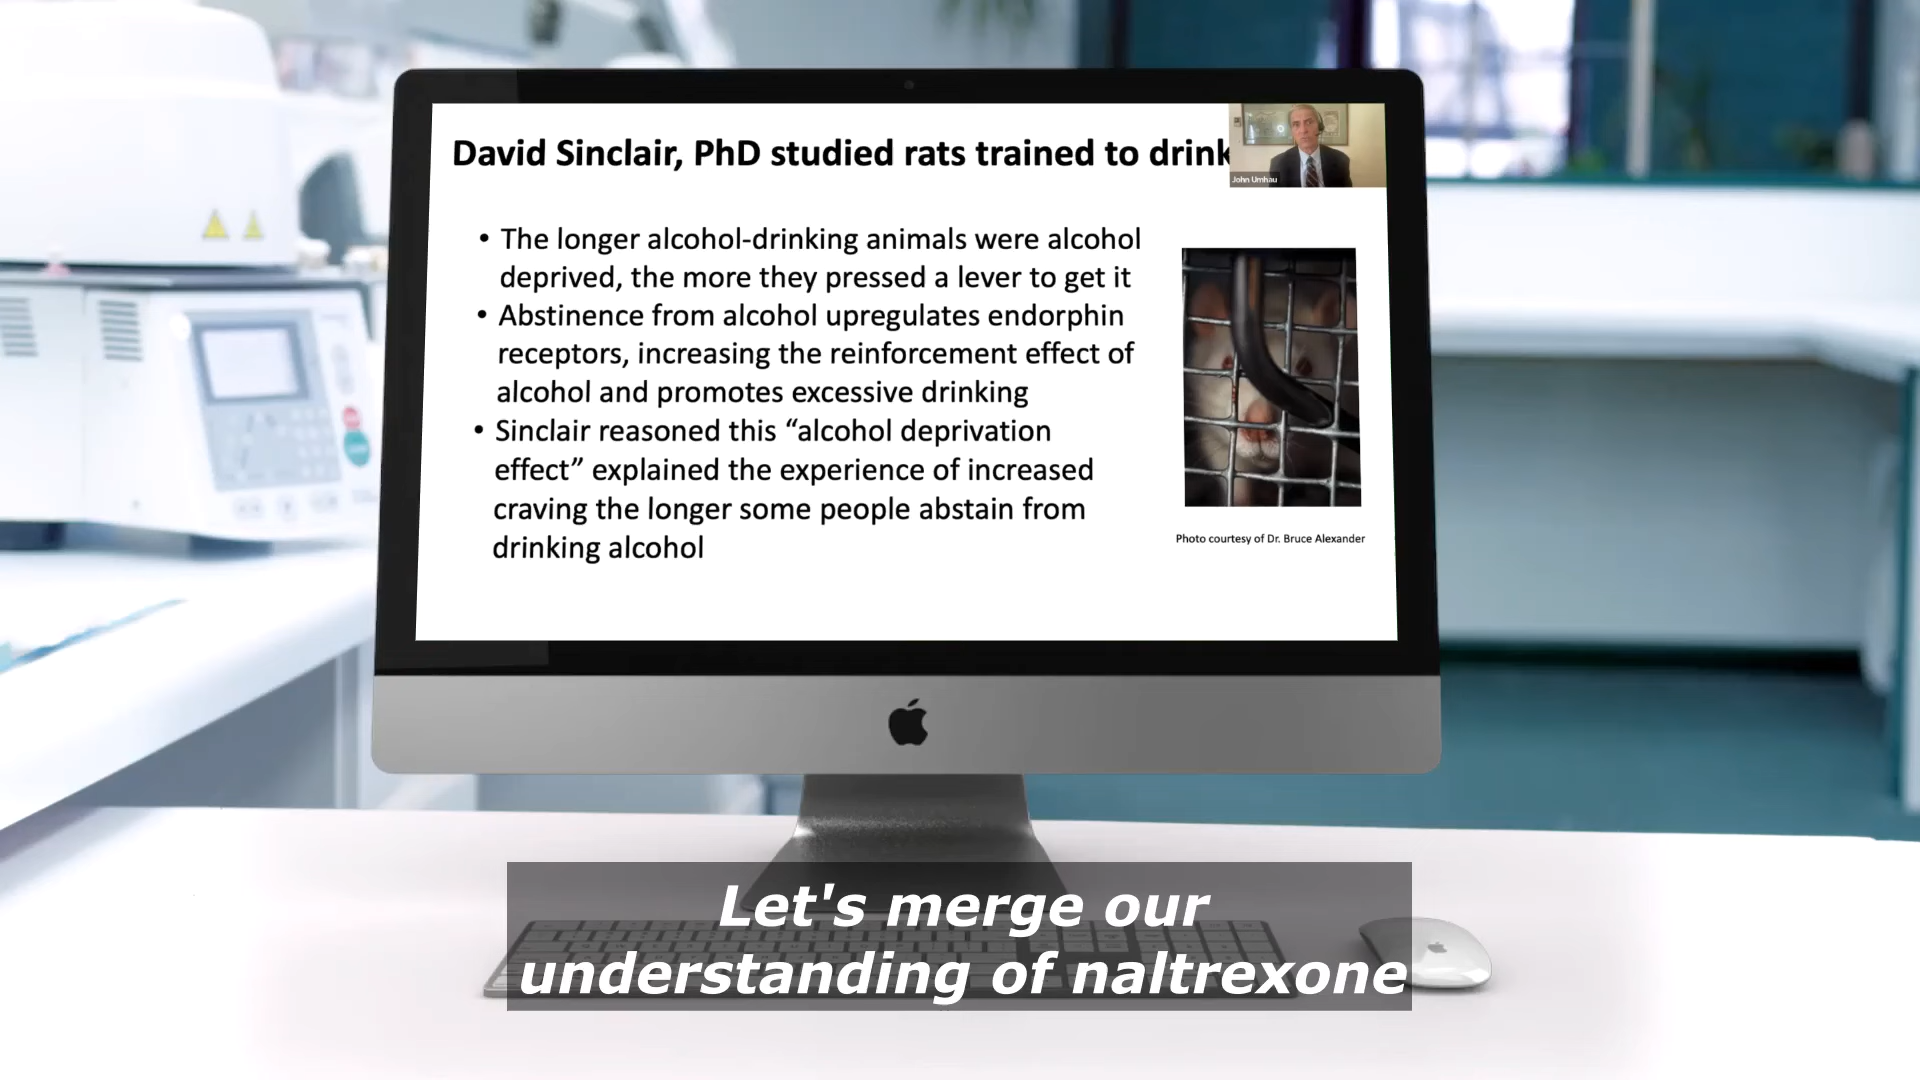 David Sinclair, PhD studied rats trained to drink
John Umhau
• The longer alcohol-drinking animals were alcohol
deprived, the more they pressed a lever to get it
• Abstinence from alcohol upregulates endorphin
receptors, increasing the reinforcement effect of
alcohol and promotes excessive drinking
• Sinclair reasoned this “alcohol deprivation
effect” explained the experience of increased
craving the longer some people abstain from
drinking alcohol
Photo courtesy of Dr. Bruce Alexander
Let's merge our
understanding of naltrexone